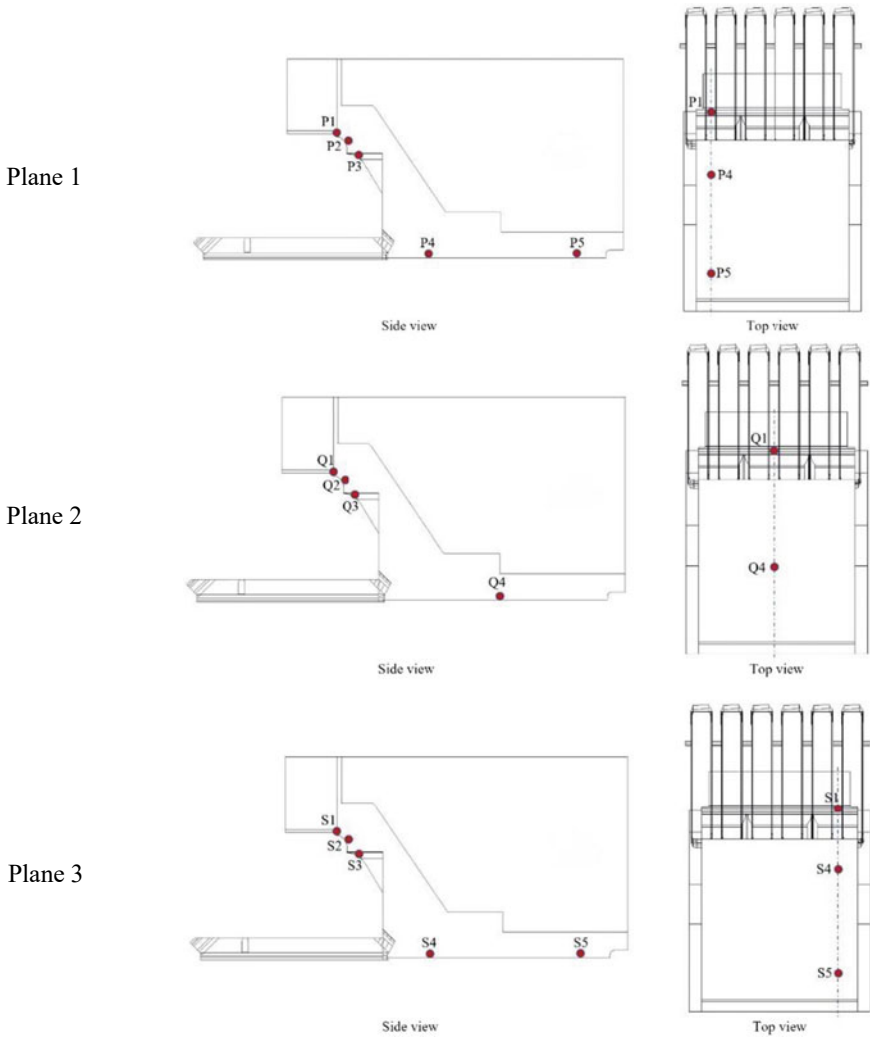 P1
P1
P2
P3
Plane 1
P4
P4
P5
P5
Side view
Top view
Q1
Q1
Q2
Q3
Plane 2
Q4
Q4
Side view
Top view
S1
S1
S2
S3
Plane 3
S4
S4
S5
S5
Side view
Top view